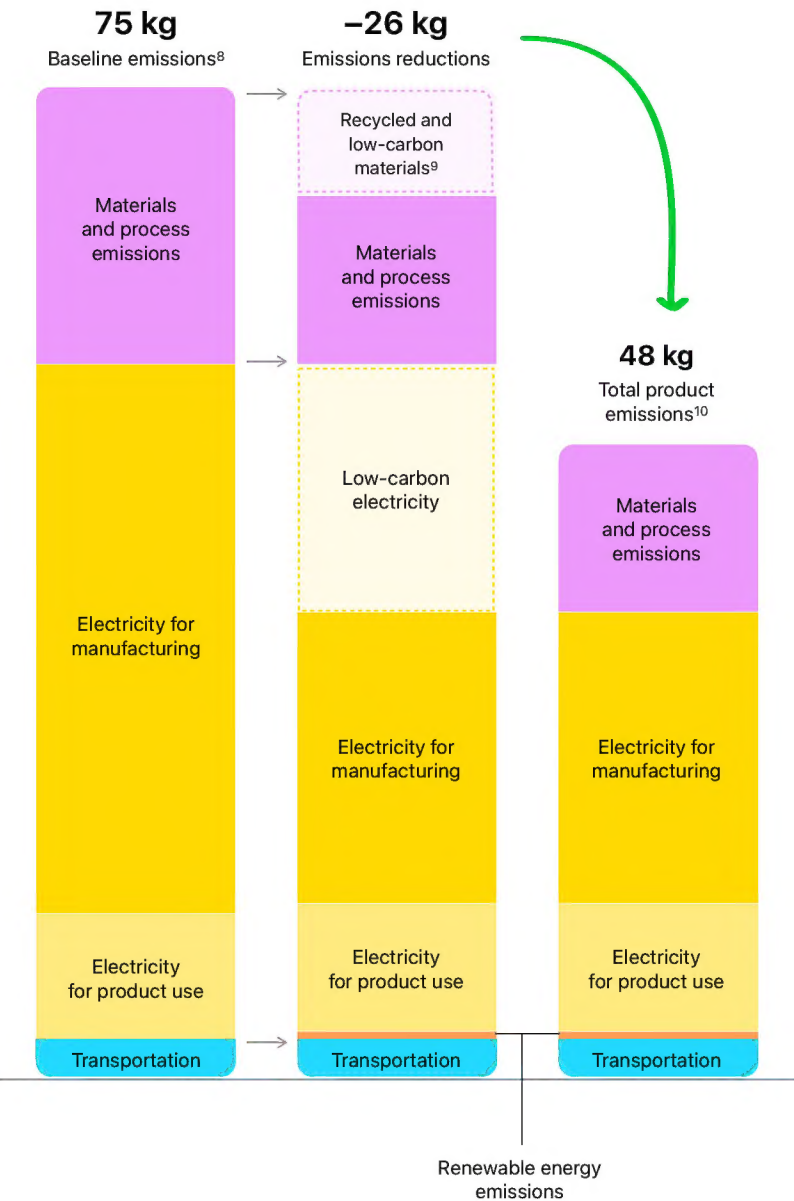 75 kg
Baseline emissions⁸
Materials
and process
emissions
Electricity for
manufacturing
Electricity
for product use
Transportation
–26 kg
Emissions reductions
Recycled and
low-carbon
materials⁹
Materials
and process
emissions
Low-carbon
electricity
Electricity for
manufacturing
Electricity
for product use
Transportation
48 kg
Total product
emissions¹⁰
Materials
and process
emissions
Electricity for
manufacturing
Electricity
for product use
Transportation
Renewable energy
emissions